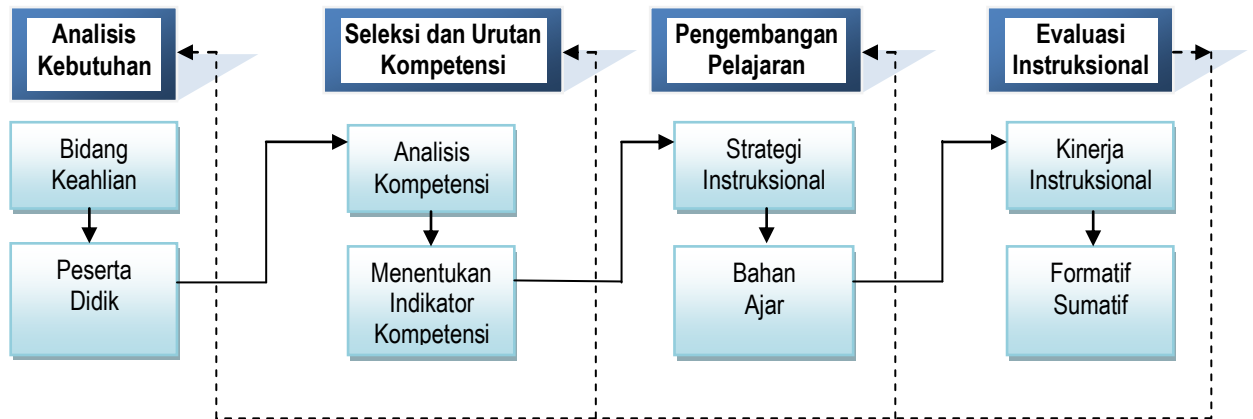 Analisis
Kebutuhan
Seleksi dan Urutan
Kompetensi
Pengembangan
Pelajaran
Evaluasi
Instruksional
Bidang
Keahlian
Analisis
Kompetensi
Strategi
Instruksional
Kinerja
Instruksional
Peserta
Didik
Menentukan
Indikator
Kompetensi
Bahan
Ajar
Formatif
Sumatif